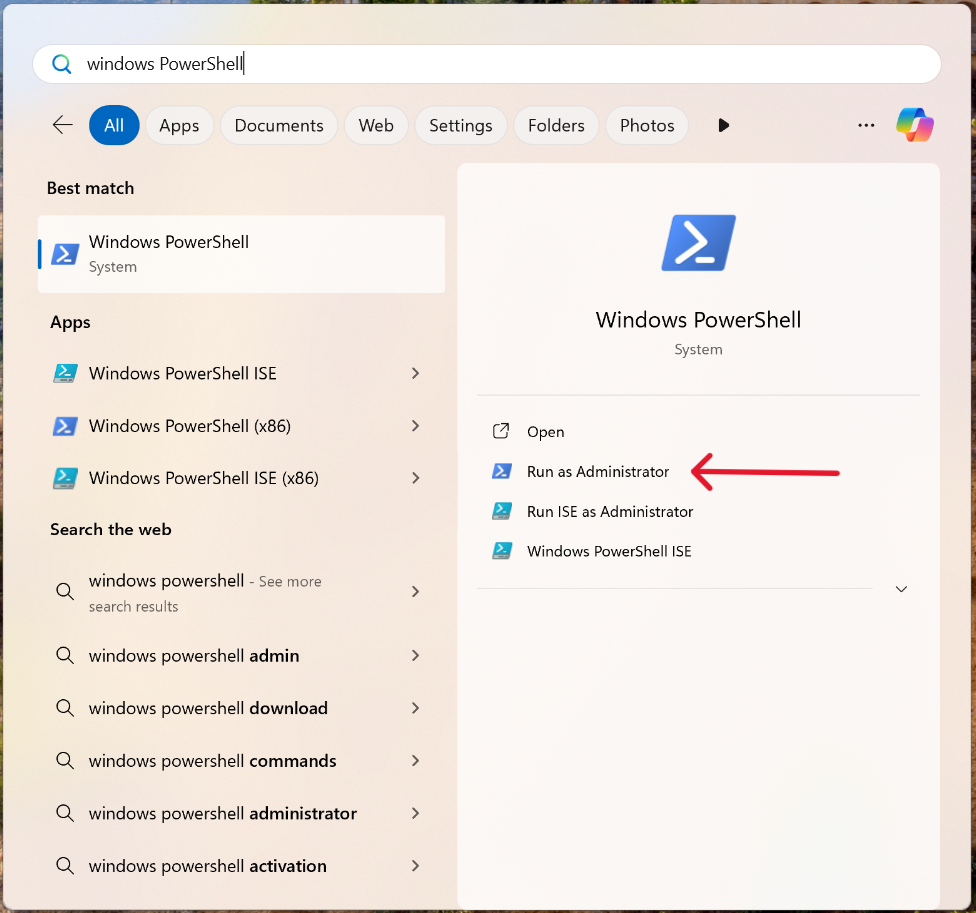 windows PowerShell
All
Apps
Documents
Web
Settings
Folders
Photos
Best match
Windows PowerShell
System
Apps
Windows PowerShell ISE
Windows PowerShell (x86)
Windows PowerShell ISE (x86)
Search the web
windows powershell - See more
search results
windows powershell admin
windows powershell download
windows powershell commands
windows powershell administrator
windows powershell activation
Windows PowerShell
System
Open
Run as Administrator
Run ISE as Administrator
Windows PowerShell ISE